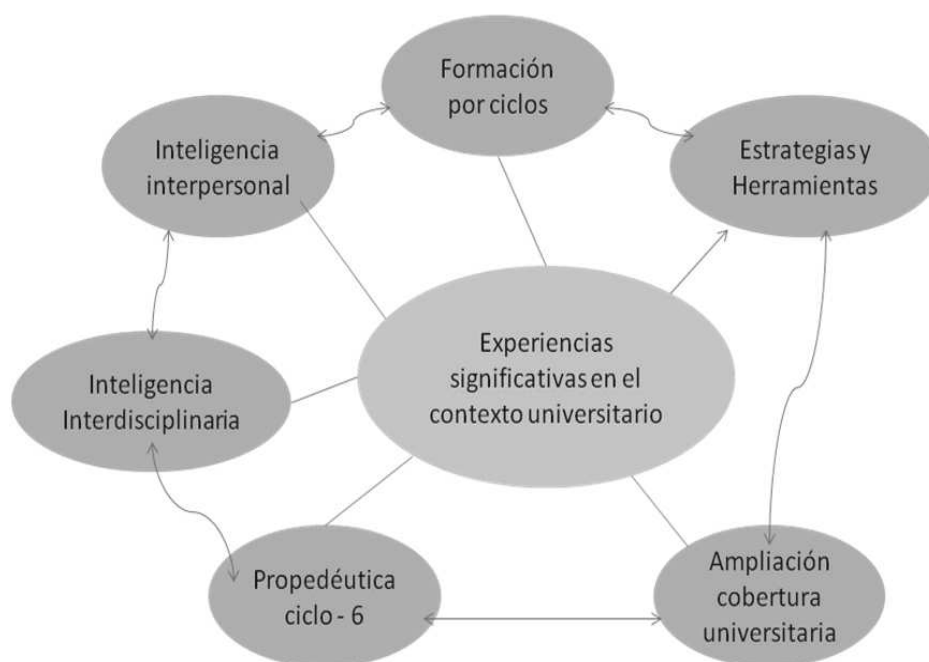 Formación
por ciclos
Inteligencia
interpersonal
Estrategias y
Herramientas
Experiencias
significativas en el
contexto universitario
Inteligencia
Interdisciplinaria
Propedéutica
ciclo - 6
Ampliación
cobertura
universitaria